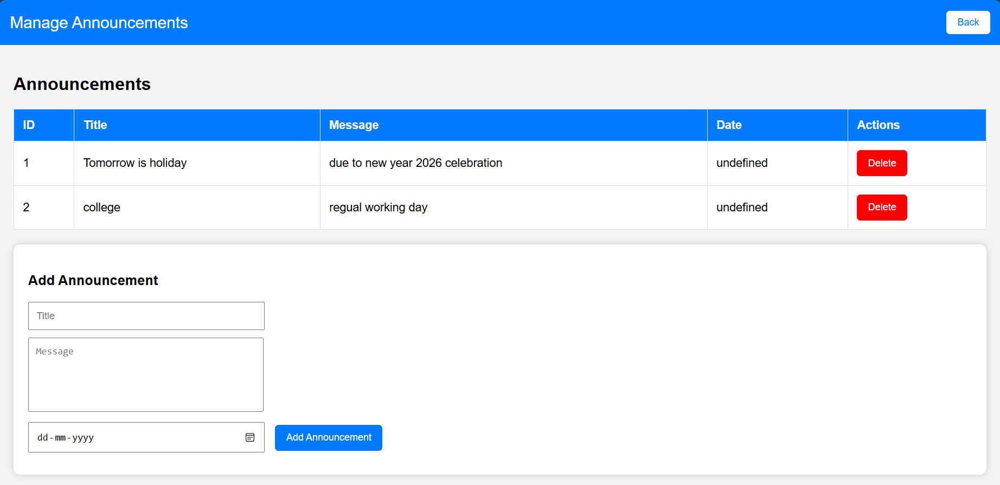 Manage Announcements
Back
Announcements
ID Title Message Date Actions
1 Tomorrow is holiday due to new year 2026 celebration undefined Delete
2 college regual working day undefined Delete
Add Announcement
Title
Message
dd-mm-yyyy Add Announcement